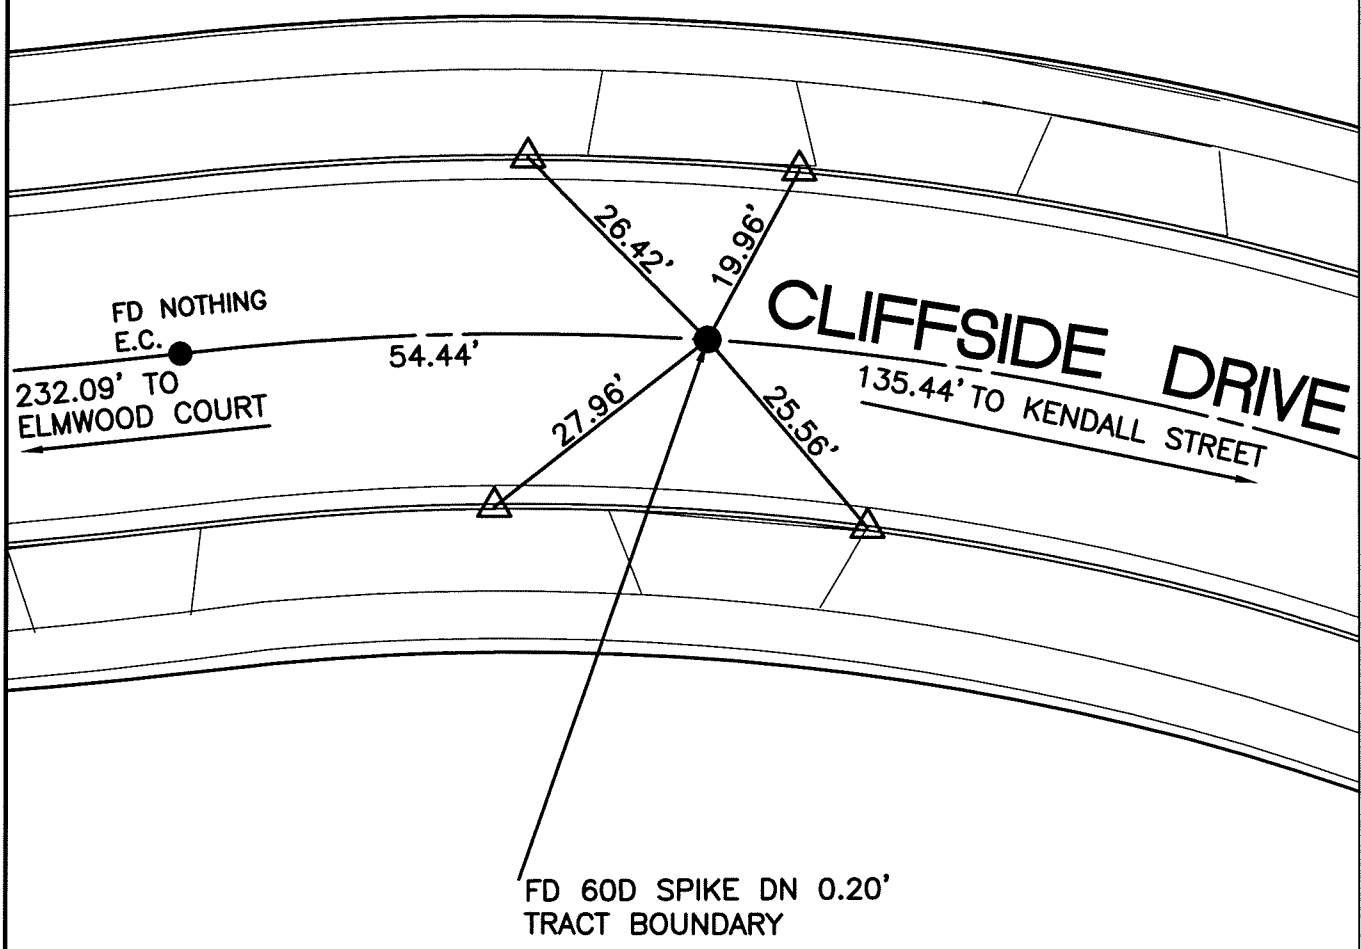 26.42'
19.96'
CLIFFSIDE DRIVE
FD NOTHING
E.C.
54.44'
232.09' TO
ELMWOOD COURT
135.44' TO KENDALL STREET
27.96'
25.56'
FD 60D SPIKE DN 0.20'
TRACT BOUNDARY